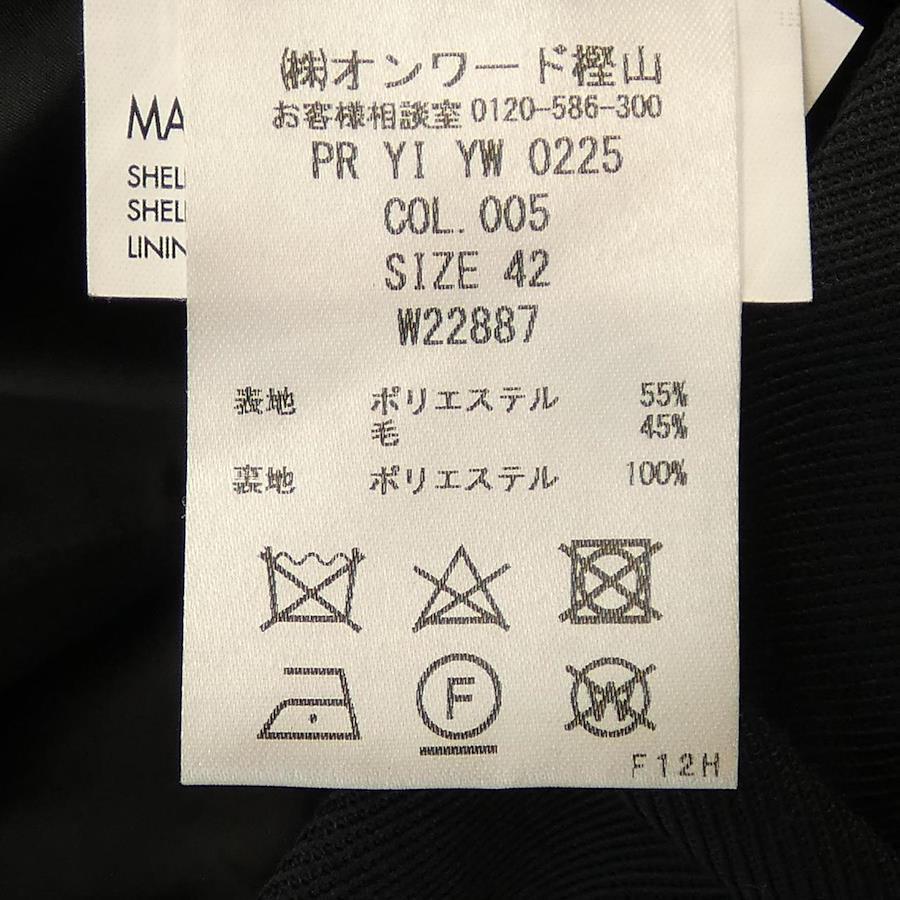 ㈱オンワード樫山
お客様相談室 0120-586-300
PR YI YW 0225
COL. 005
SIZE 42
W22887
表地 ポリエステル 55%
毛 45%
裏地 ポリエステル 100%
F
W
F12H
MA
SHEL
SHEL
LININ